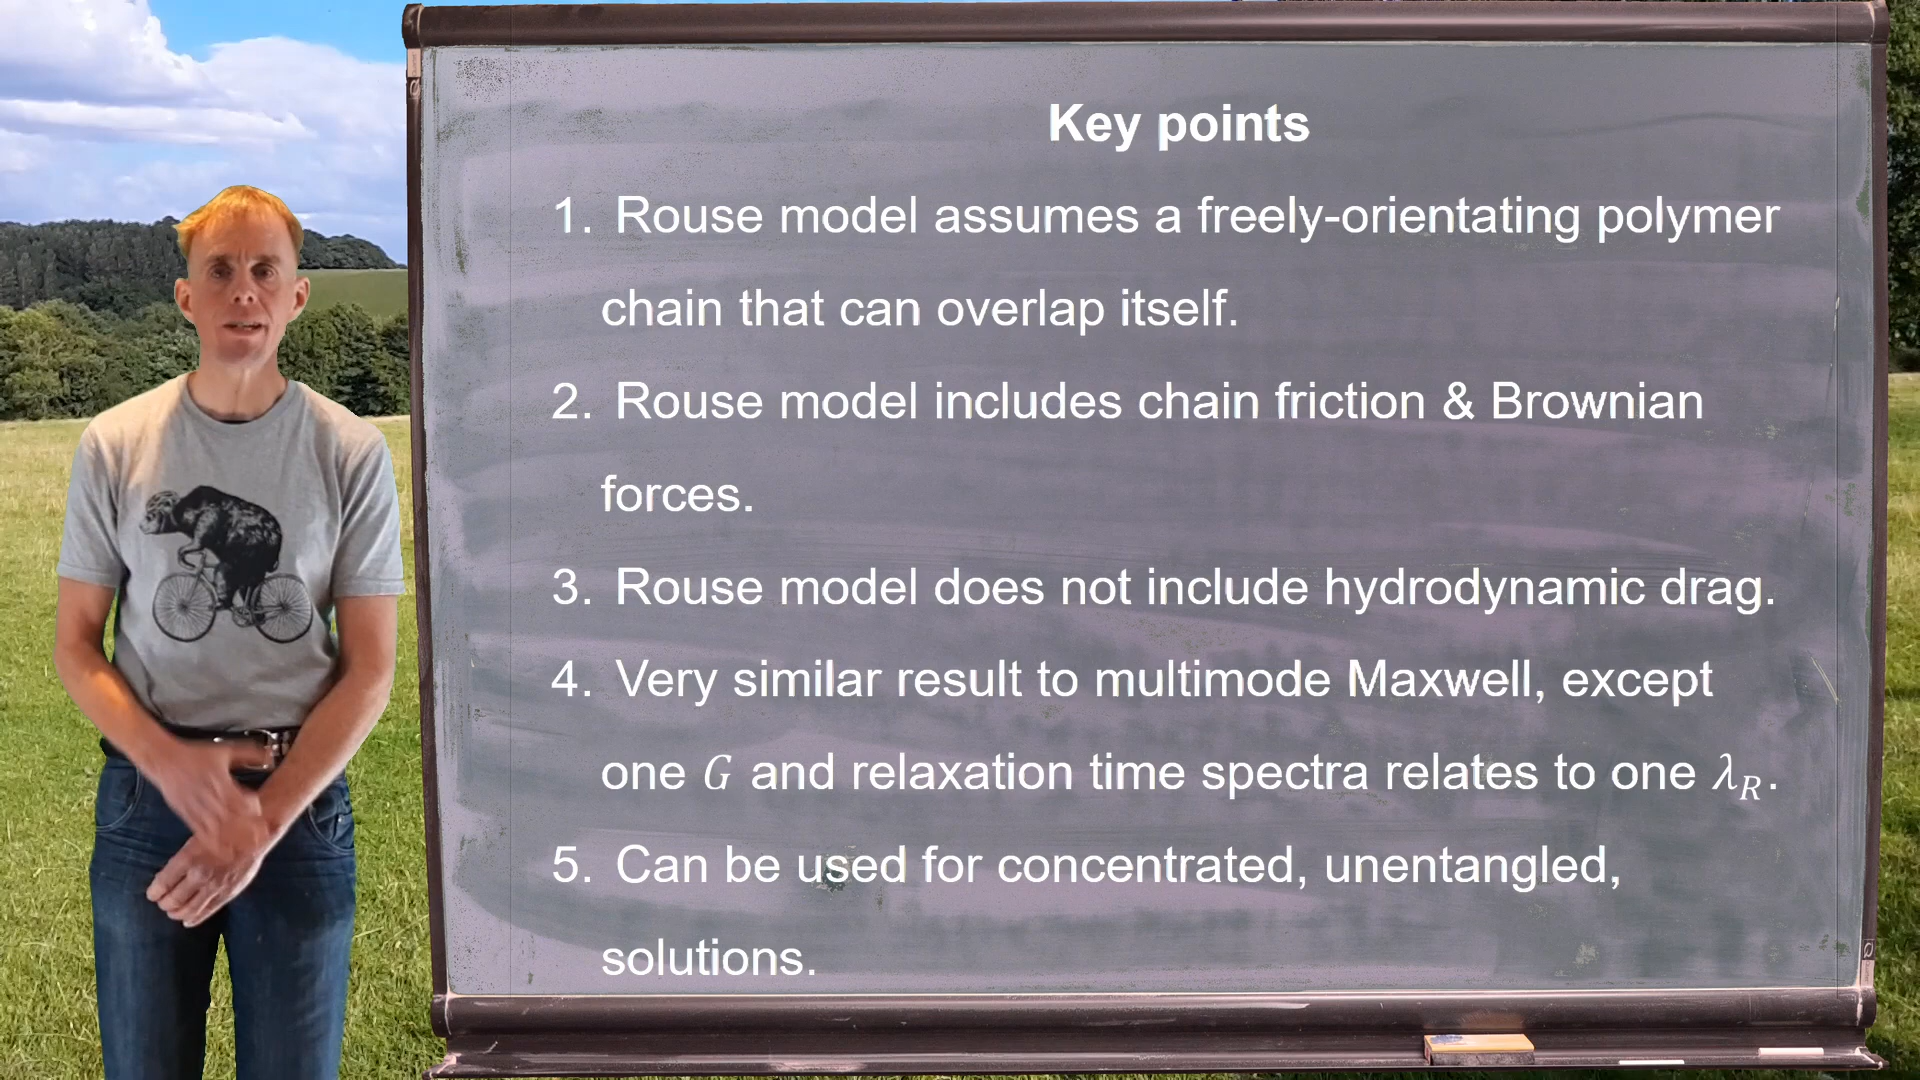 Key points
1. Rouse model assumes a freely-orientating polymer
chain that can overlap itself.
2. Rouse model includes chain friction & Brownian
forces.
3. Rouse model does not include hydrodynamic drag.
4. Very similar result to multimode Maxwell, except
one G and relaxation time spectra relates to one λ_R.
5. Can be used for concentrated, unentangled,
solutions.